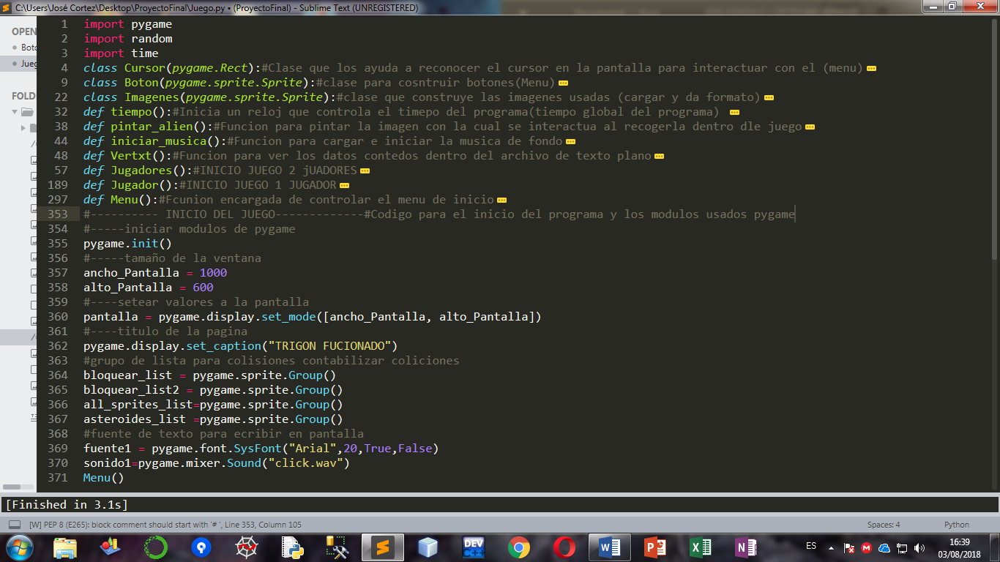 C:\Users\José Cortez\Desktop\ProyectoFinal\Juego.py • (ProyectoFinal) - Sublime Text (UNREGISTERED)
OPEN
Boto
Jueg
FOLD
1 import pygame
2 import random
3 import time
4 class Cursor(pygame.Rect):#Clase que los ayuda a reconocer el cursor en la pantalla para interactuar con el (menu)
9 class Boton(pygame.sprite.Sprite):#clase para cosntruir botones(Menu)
22 class Imagenes(pygame.sprite.Sprite):#clase que construye las imagenes usadas (cargar y da formato)
32 def tiempo():#Inicia un reloj que controla el timepo del programa(tiempo global del programa)
38 def pintar_alien():#Funcion para pintar la imagen con la cual se interactua al recogerla dentro dle juego
44 def iniciar_musica():#Funcion para cargar e iniciar la musica de fondo
48 def Vertxt():#Funcion para ver los datos contedos dentro del archivo de texto plano
57 def Jugadores():#INICIO JUEGO 2 jUADORES
189 def Jugador():#INICIO JUEGO 1 JUGADOR
297 def Menu():#Fcunion encargada de controlar el menu de inicio
353 #---------- INICIO DEL JUEGO-------------#Codigo para el inicio del programa y los modulos usados pygame
354 #-----iniciar modulos de pygame
355 pygame.init()
356 #-----tamaño de la ventana
357 ancho_Pantalla = 1000
358 alto_Pantalla = 600
359 #----setear valores a la pantalla
360 pantalla = pygame.display.set_mode([ancho_Pantalla, alto_Pantalla])
361 #----titulo de la pagina
362 pygame.display.set_caption("TRIGON FUCIONADO")
363 #grupo de lista para colisiones contabilizar coliciones
364 bloquear_list = pygame.sprite.Group()
365 bloquear_list2 = pygame.sprite.Group()
366 all_sprites_list=pygame.sprite.Group()
367 asteroides_list =pygame.sprite.Group()
368 #fuente de texto para ecribir en pantalla
369 fuente1 = pygame.font.SysFont("Arial",20,True,False)
370 sonido1=pygame.mixer.Sound("click.wav")
371 Menu()
[Finished in 3.1s]
[W] PEP 8 (E265): block comment should start with '# ', Line 353, Column 105
Spaces: 4
Python
DEV C++
ES
16:39
03/08/2018